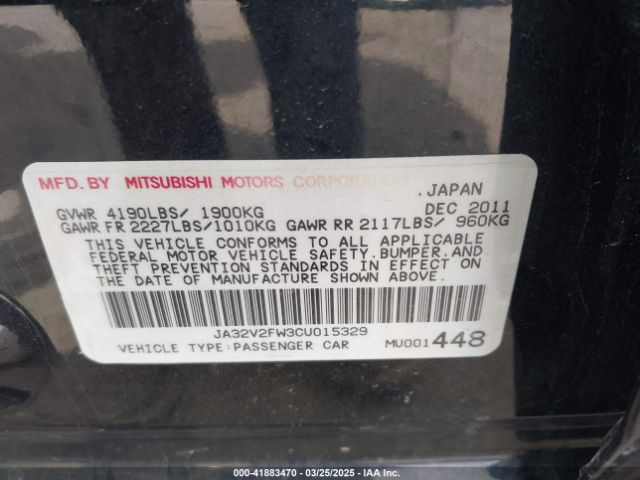 MFD. BY MITSUBISHI MOTORS CORPORATION
.JAPAN
GVWR 4190LBS/ 1900KG DEC 2011
GAWR FR 2227LBS/1010KG GAWR RR 2117LBS/ 960KG
THIS VEHICLE CONFORMS TO ALL APPLICABLE
FEDERAL MOTOR VEHICLE SAFETY,BUMPER,AND
THEFT PREVENTION STANDARDS IN EFFECT ON
THE DATE OF MANUFACTURE SHOWN ABOVE.
JA32V2FW3CU015329
VEHICLE TYPE:PASSENGER CAR MU001448
000-41883470 — 03/25/2025 — IAA Inc.